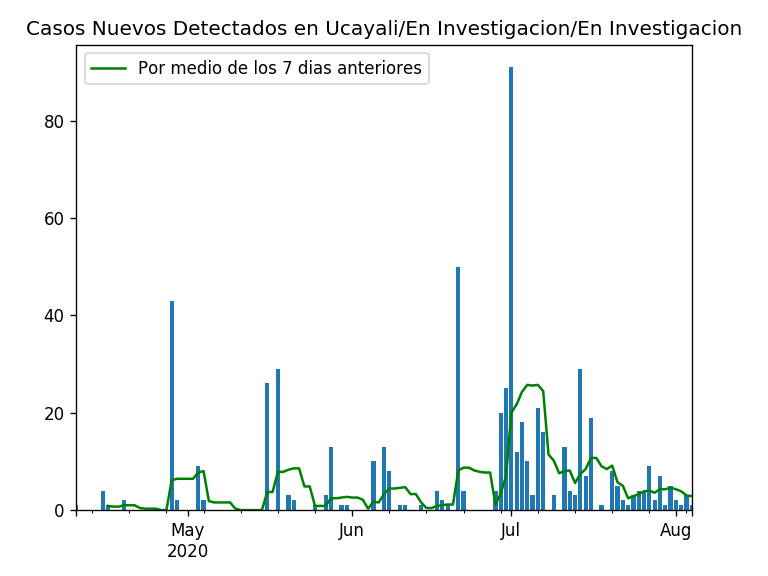 Casos Nuevos Detectados en Ucayali/En Investigacion/En Investigacion
Por medio de los 7 dias anteriores
80
60
40
20
0
May Jun Jul Aug
2020